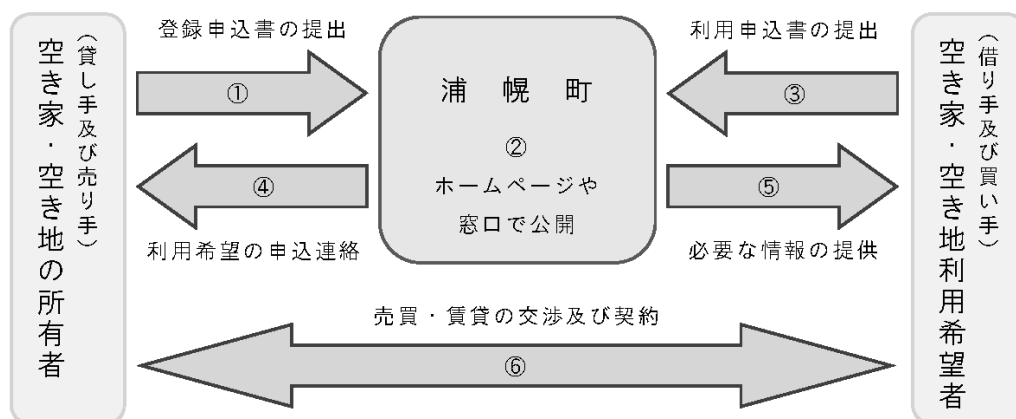 空き家・空き地の所有者
（貸し手及び売り手）
登録申込書の提出
①
④
利用希望の申込連絡
浦幌町
②
ホームページや
窓口で公開
利用申込書の提出
③
⑤
必要な情報の提供
売買・賃貸の交渉及び契約
⑥
（借り手及び買い手）
空き家・空き地利用希望者